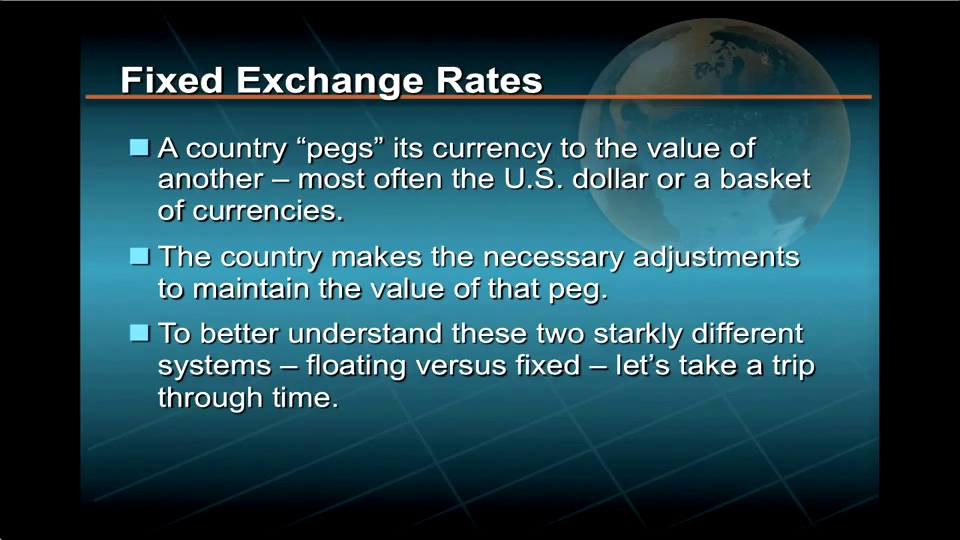 Fixed Exchange Rates
A country “pegs” its currency to the value of
another – most often the U.S. dollar or a basket
of currencies.
The country makes the necessary adjustments
to maintain the value of that peg.
To better understand these two starkly different
systems – floating versus fixed – let’s take a trip
through time.